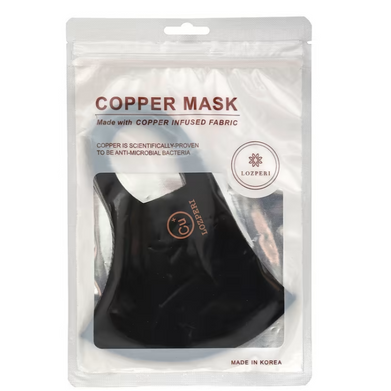 COPPER MASK
Made with COPPER INFUSED FABRIC
COPPER IS SCIENTIFICALLY-PROVEN
TO BE ANTI-MICROBIAL BACTERIA
LOZPERI
Cu+
LOZPERI
MADE IN KOREA